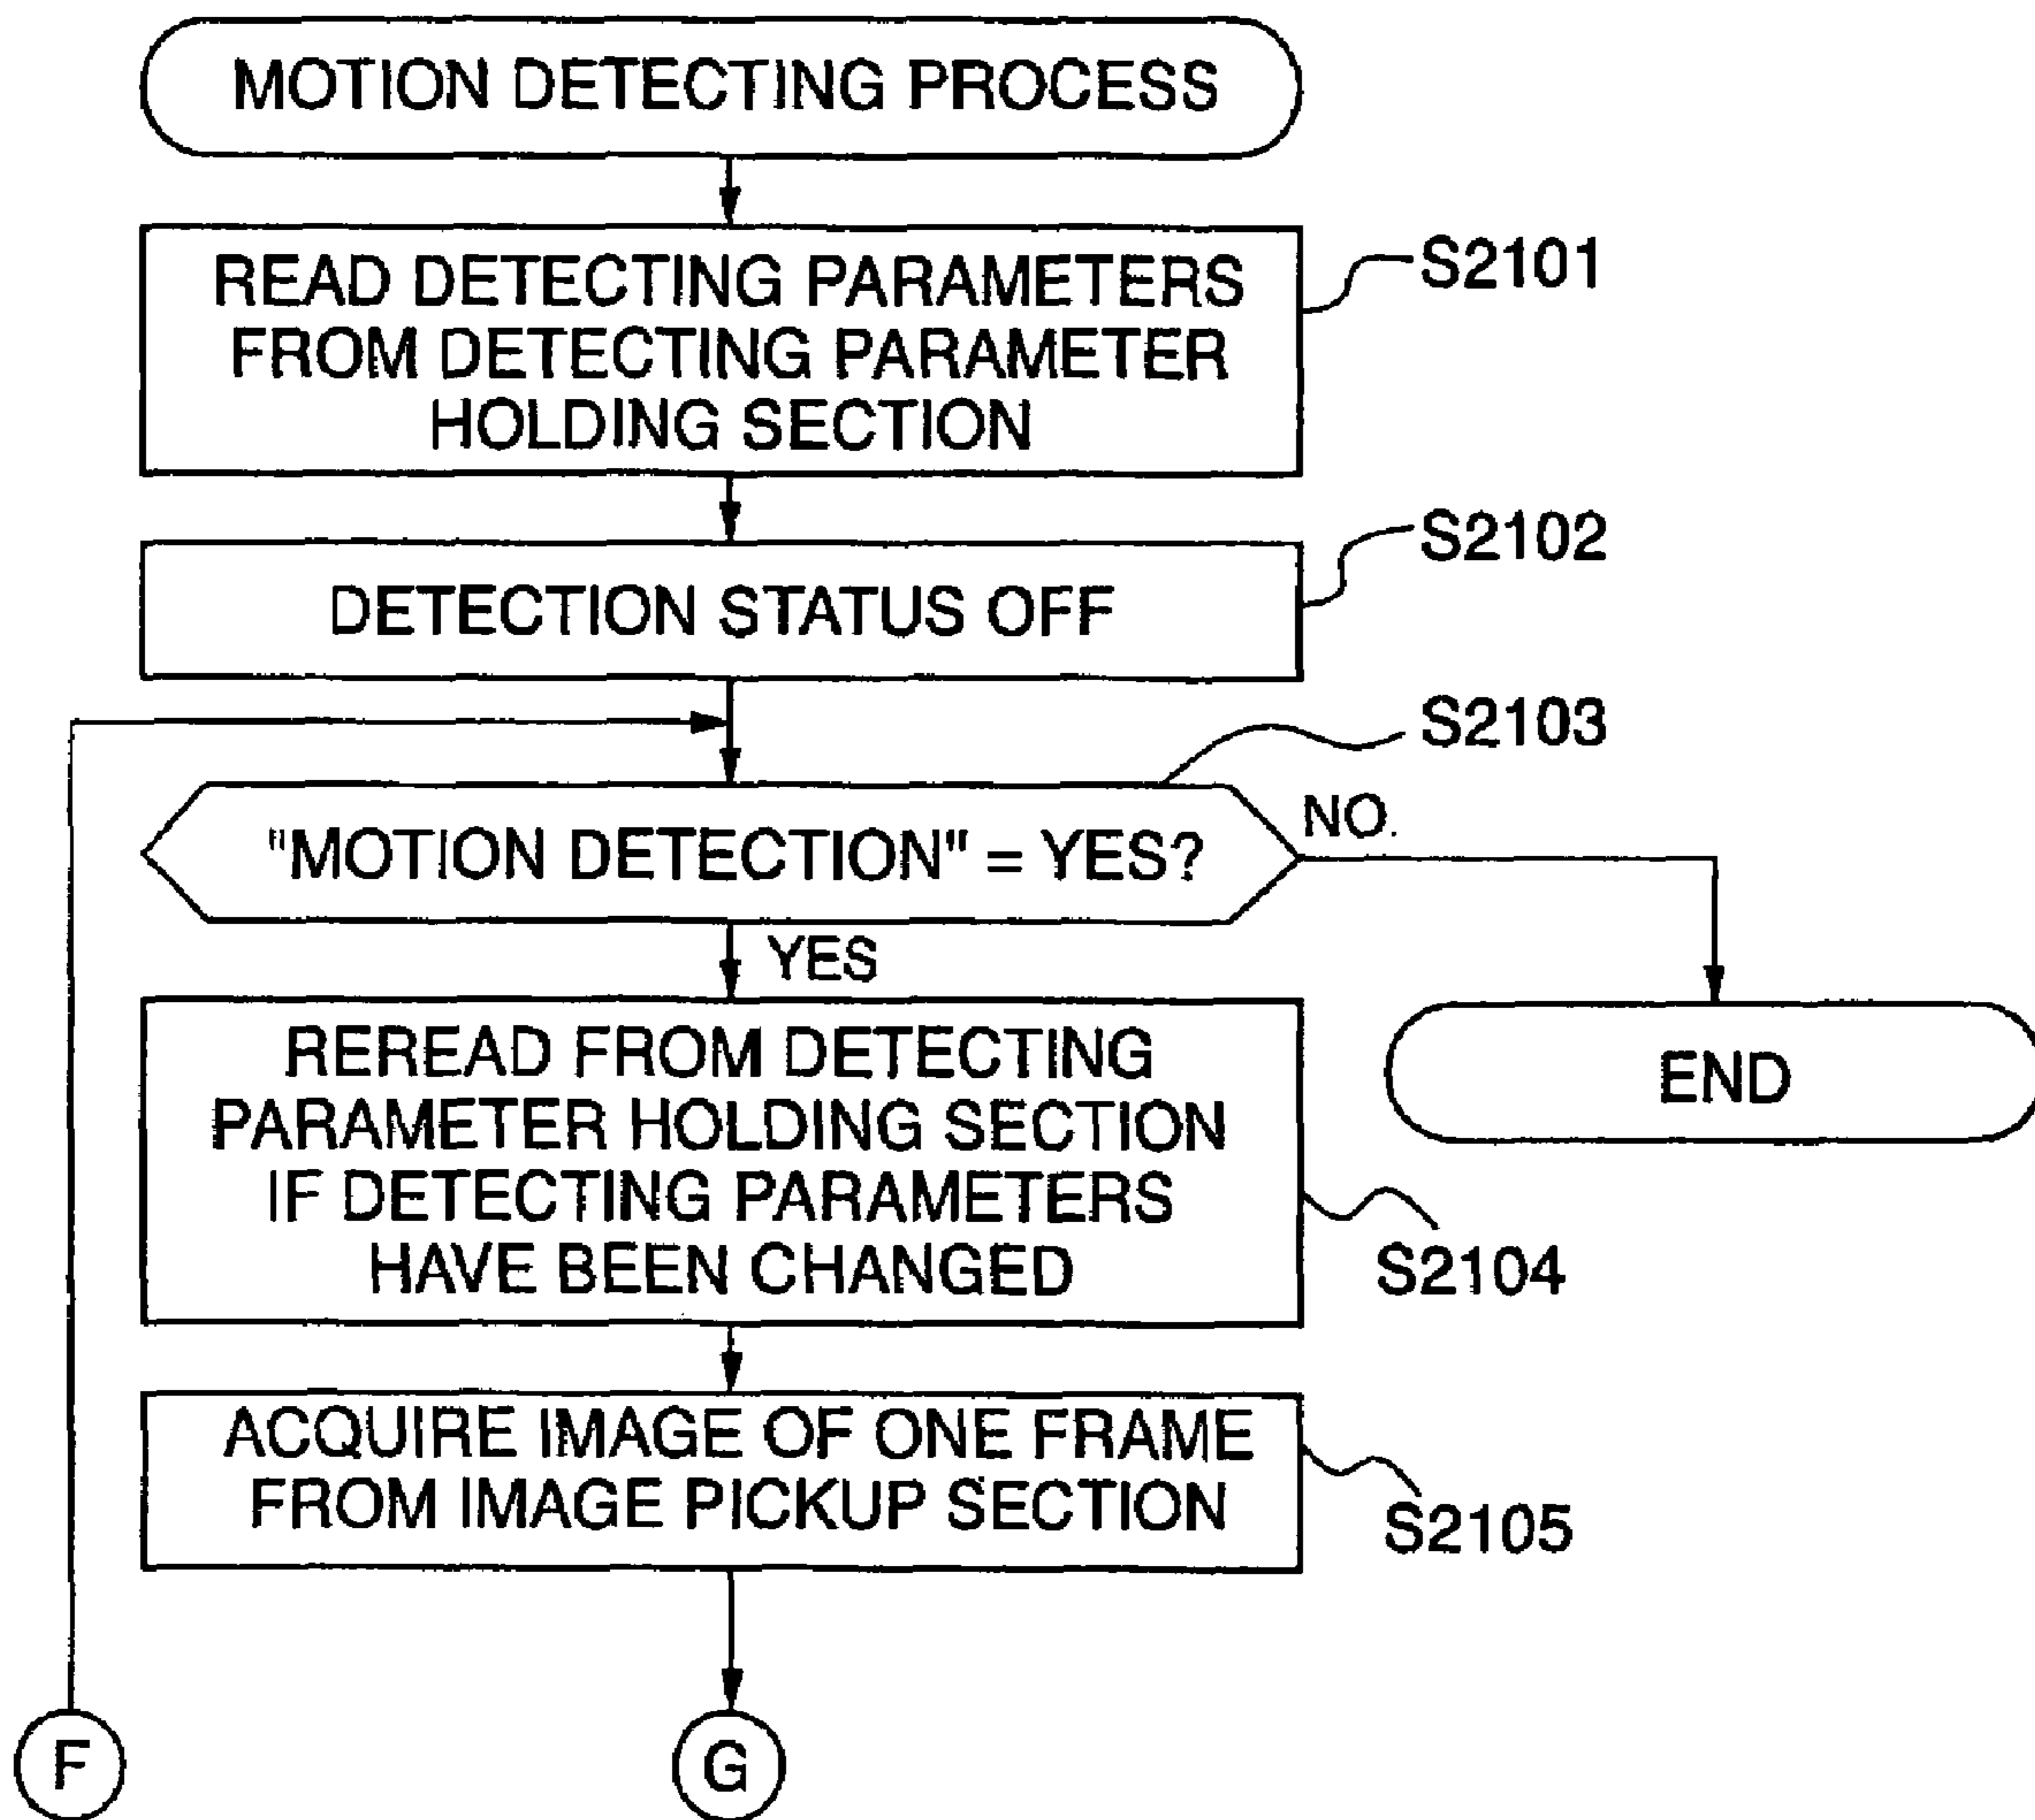 MOTION DETECTING PROCESS
READ DETECTING PARAMETERS
FROM DETECTING PARAMETER
HOLDING SECTION
S2101
DETECTION STATUS OFF
S2102
S2103
"MOTION DETECTION" = YES?
NO.
YES
REREAD FROM DETECTING
PARAMETER HOLDING SECTION
IF DETECTING PARAMETERS
HAVE BEEN CHANGED
END
S2104
ACQUIRE IMAGE OF ONE FRAME
FROM IMAGE PICKUP SECTION
S2105
F
G